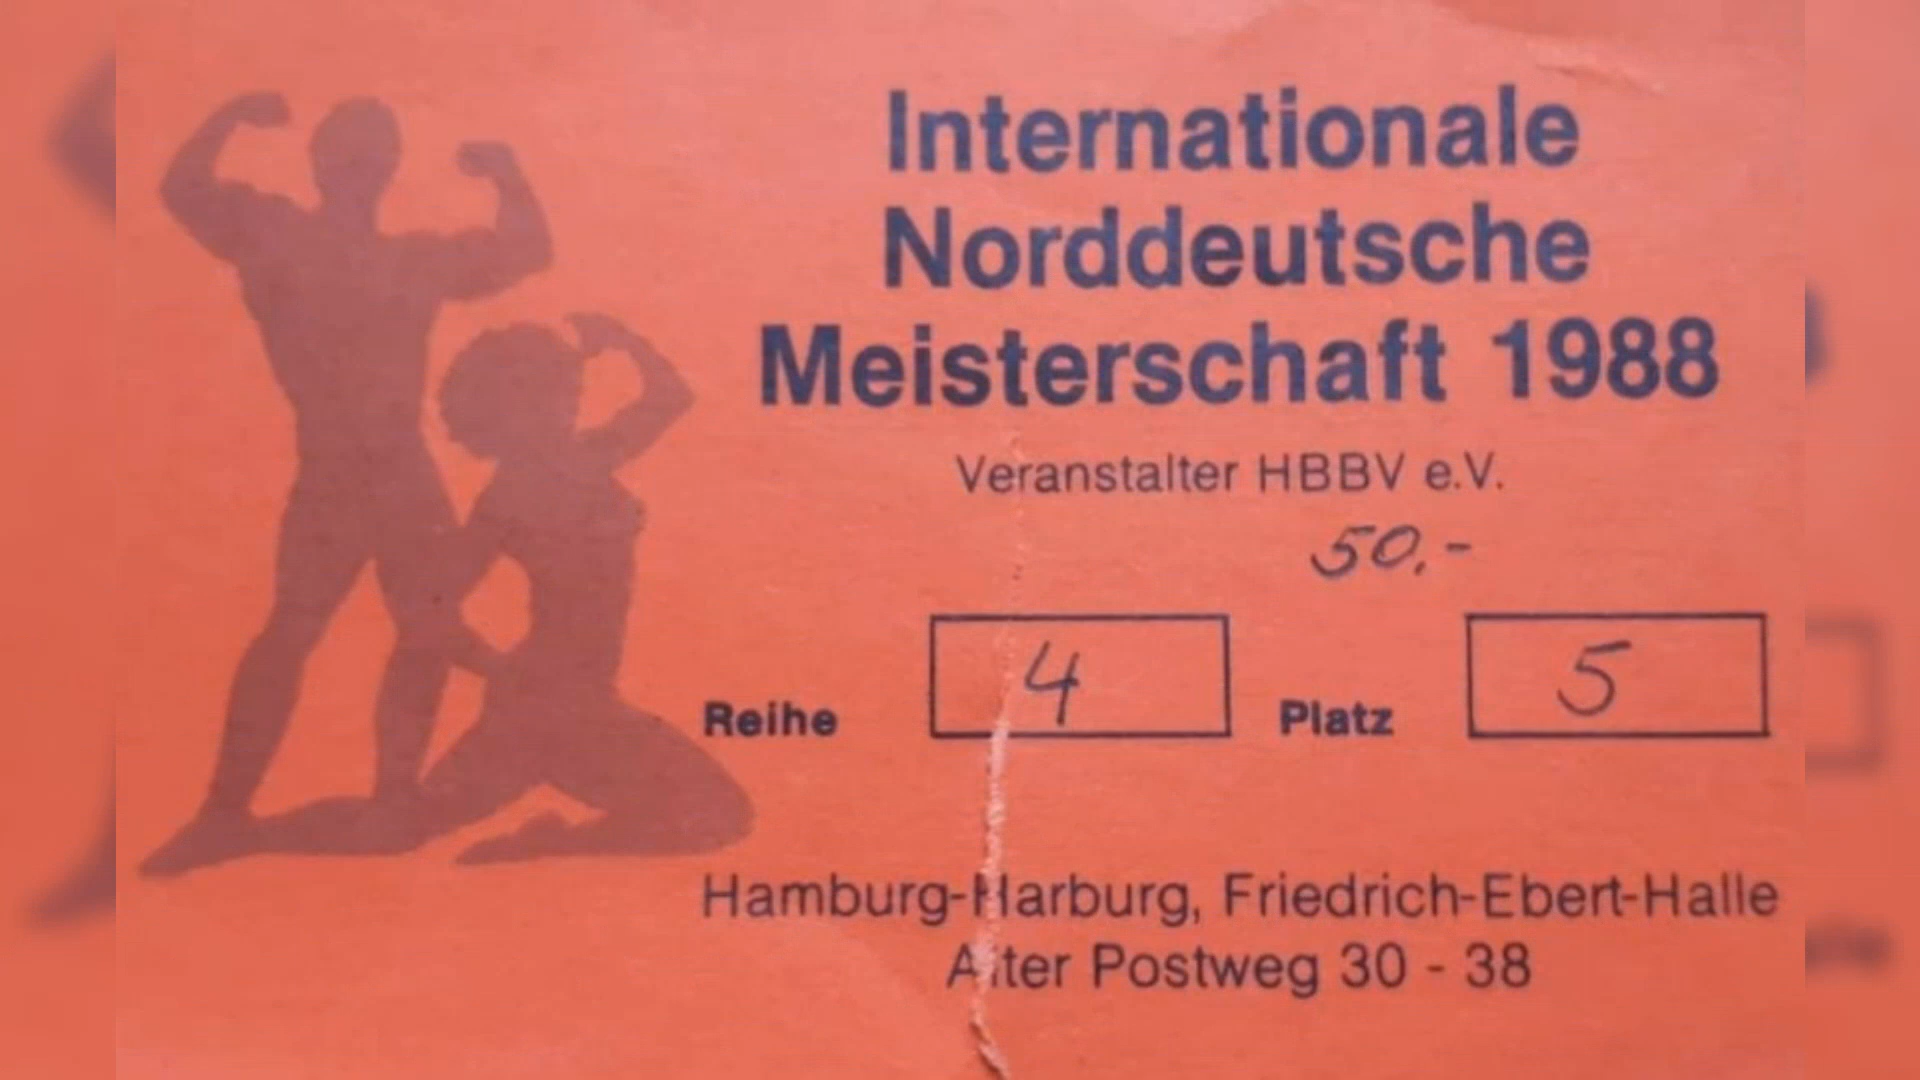 Internationale
Norddeutsche
Meisterschaft 1988
Veranstalter HBBV e.V.
50,-
Reihe 4 Platz 5
Hamburg-Harburg, Friedrich-Ebert-Halle
Alter Postweg 30 - 38